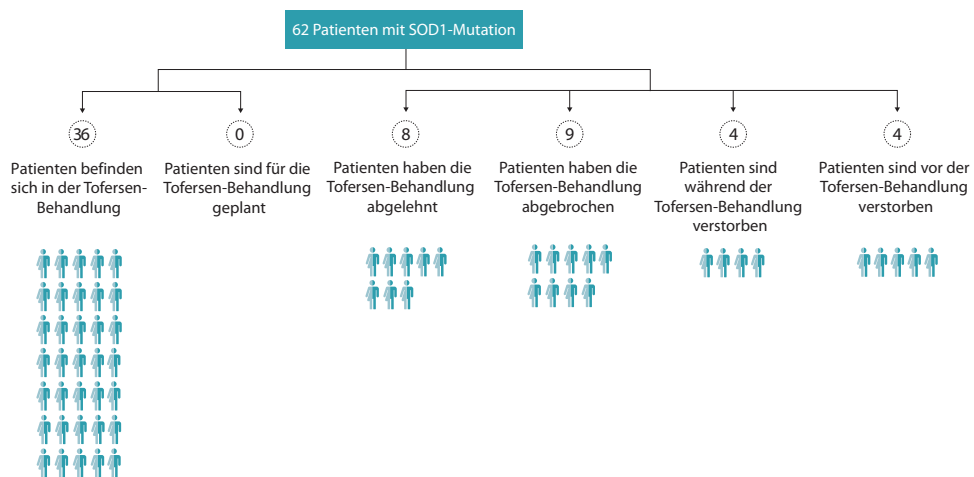 62 Patienten mit SOD1-Mutation
36
Patienten befinden
sich in der Tofersen-
Behandlung
0
Patienten sind für die
Tofersen-Behandlung
geplant
8
Patienten haben die
Tofersen-Behandlung
abgelehnt
9
Patienten haben die
Tofersen-Behandlung
abgebrochen
4
Patienten sind
während der
Tofersen-Behandlung
verstorben
4
Patienten sind vor der
Tofersen-Behandlung
verstorben